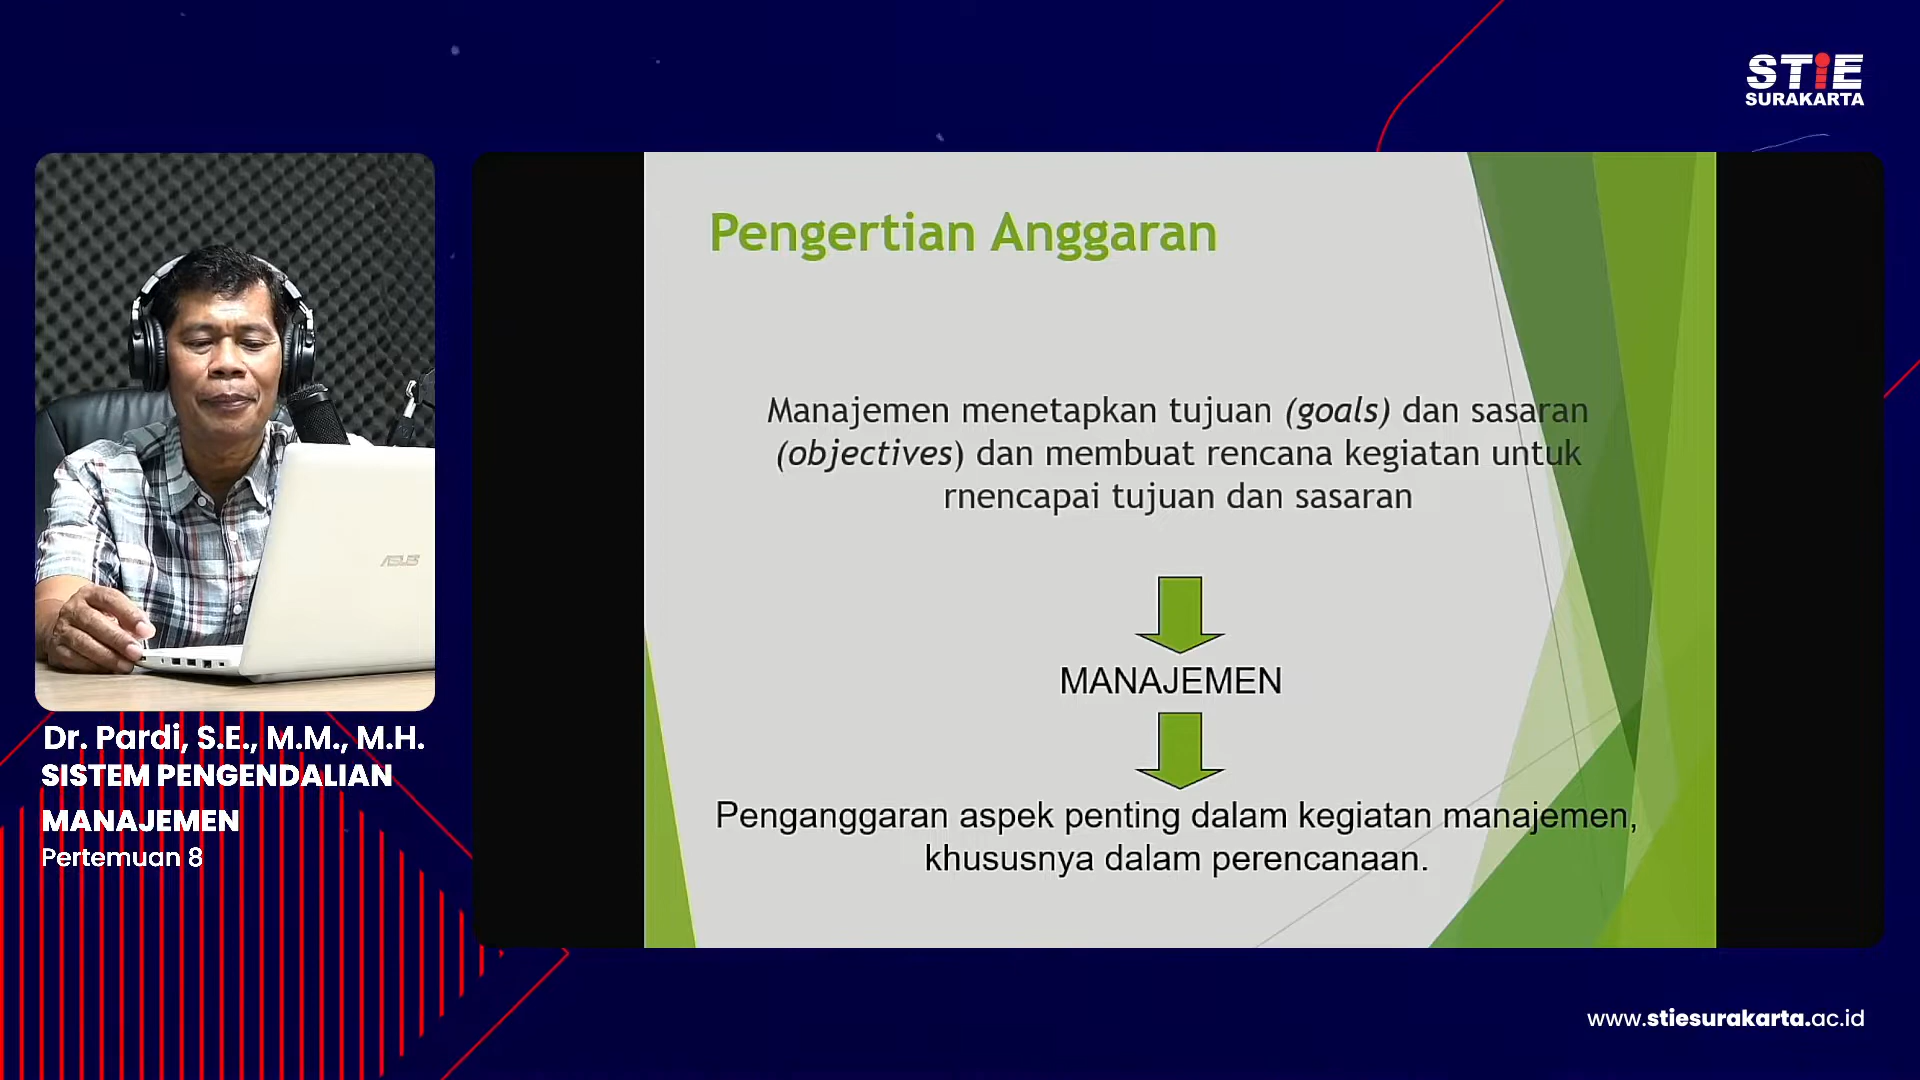 STiE
SURAKARTA
Pengertian Anggaran
Manajemen menetapkan tujuan (goals) dan sasaran
(objectives) dan membuat rencana kegiatan untuk
rnencapai tujuan dan sasaran
MANAJEMEN
Penganggaran aspek penting dalam kegiatan manajemen,
khususnya dalam perencanaan.
ASUS
Dr. Pardi, S.E., M.M., M.H.
SISTEM PENGENDALIAN
MANAJEMEN
Pertemuan 8
www.stiesurakarta.ac.id